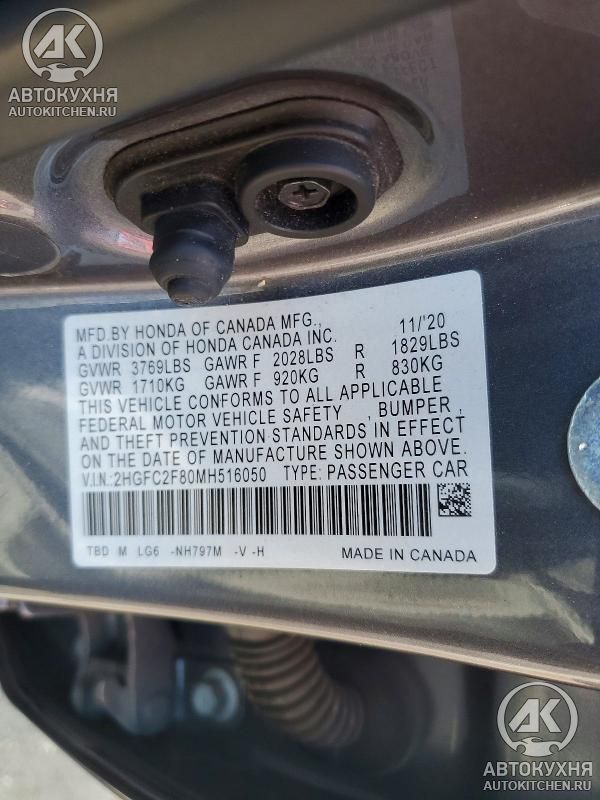 AK
АВТОКУХНЯ
AUTOKITCHEN.RU
MFD.BY HONDA OF CANADA MFG., 11/'20
A DIVISION OF HONDA CANADA INC.
GVWR 3769LBS GAWR F 2028LBS R 1829LBS
GVWR 1710KG GAWR F 920KG R 830KG
THIS VEHICLE CONFORMS TO ALL APPLICABLE
FEDERAL MOTOR VEHICLE SAFETY , BUMPER,
AND THEFT PREVENTION STANDARDS IN EFFECT
ON THE DATE OF MANUFACTURE SHOWN ABOVE.
V.I.N.:2HGFC2F80MH516050 TYPE: PASSENGER CAR
TBD M LG6 -NH797M -V -H MADE IN CANADA
AK
АВТОКУХНЯ
AUTOKITCHEN.RU